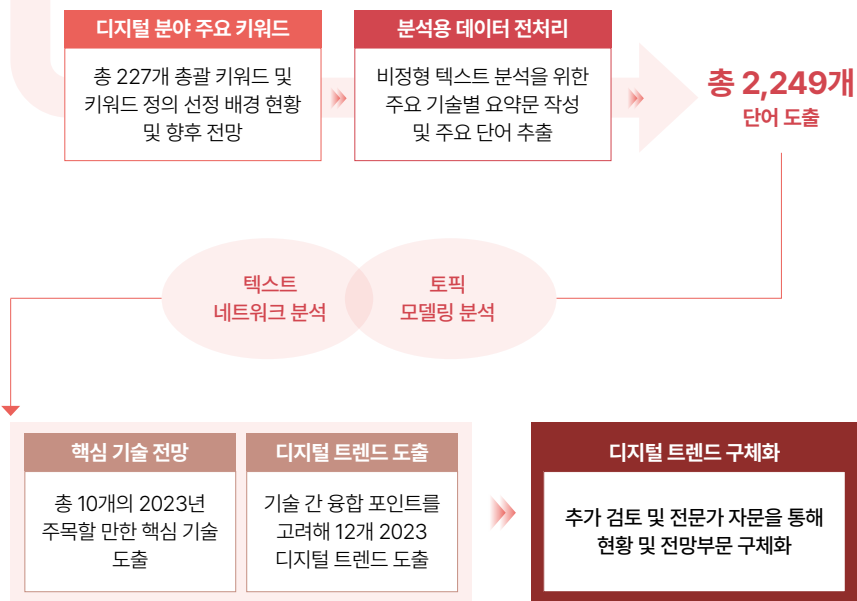 디지털 분야 주요 키워드
총 227개 총괄 키워드 및
키워드 정의 선정 배경 현황
및 향후 전망
분석용 데이터 전처리
비정형 텍스트 분석을 위한
주요 기술별 요약문 작성
및 주요 단어 추출
총 2,249개
단어 도출
텍스트
네트워크 분석
토픽
모델링 분석
핵심 기술 전망
총 10개의 2023년
주목할 만한 핵심 기술
도출
디지털 트렌드 도출
기술 간 융합 포인트를
고려해 12개 2023
디지털 트렌드 도출
디지털 트렌드 구체화
추가 검토 및 전문가 자문을 통해
현황 및 전망부문 구체화